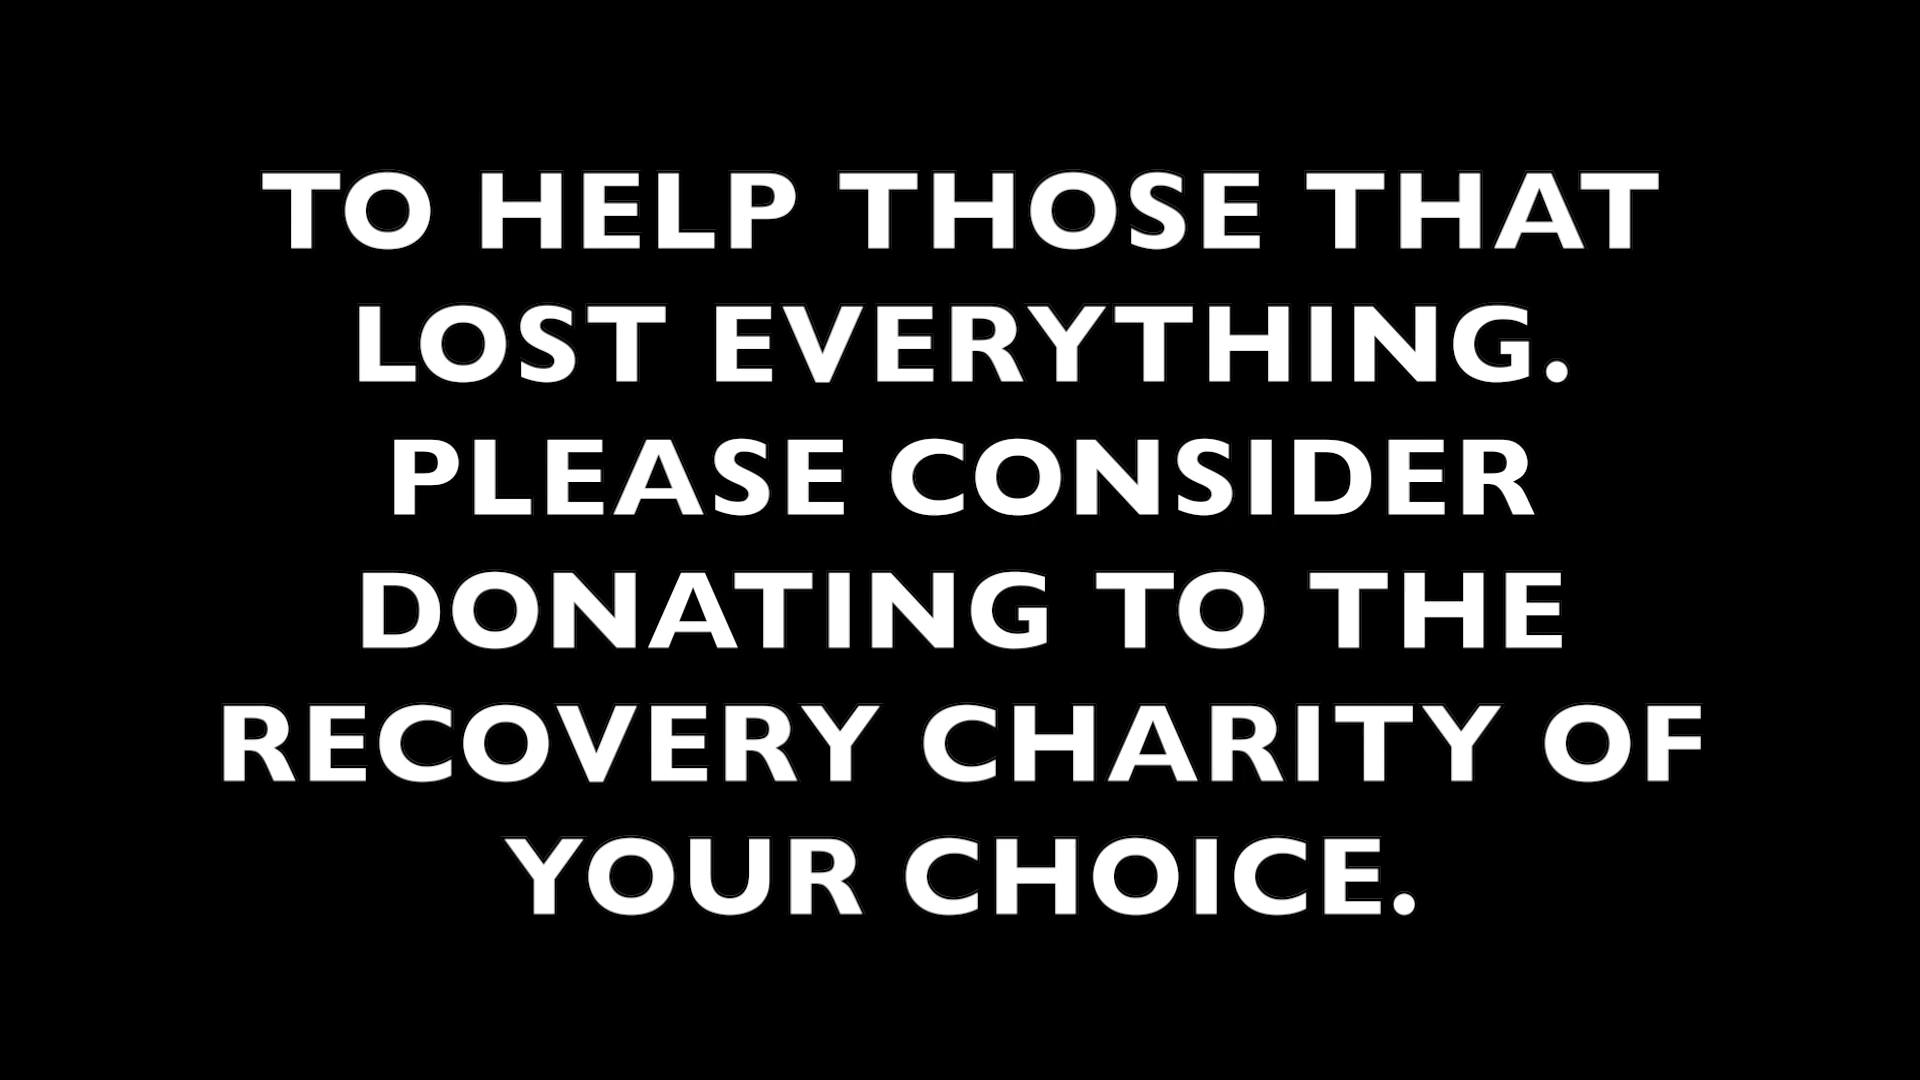 TO HELP THOSE THAT
LOST EVERYTHING.
PLEASE CONSIDER
DONATING TO THE
RECOVERY CHARITY OF
YOUR CHOICE.